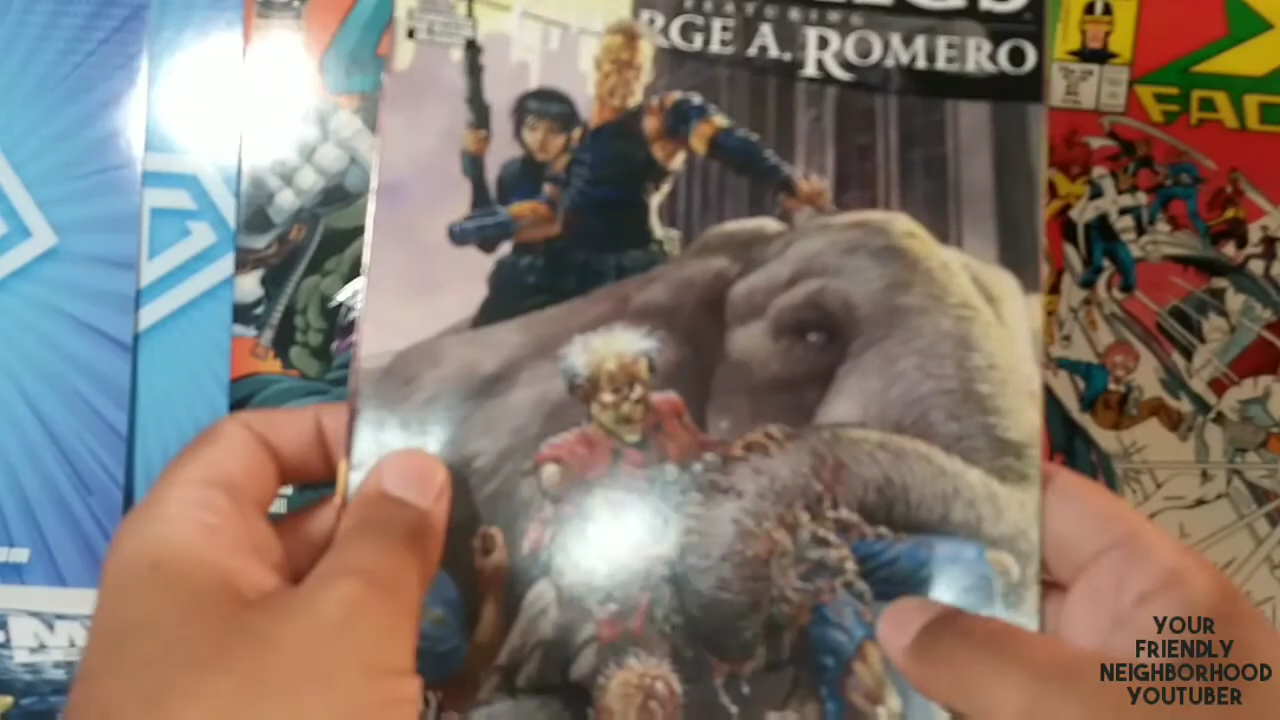 FEATURING
RGE A. ROMERO
FAC
YOUR
FRIENDLY
NEIGHBORHOOD
YOUTUBER